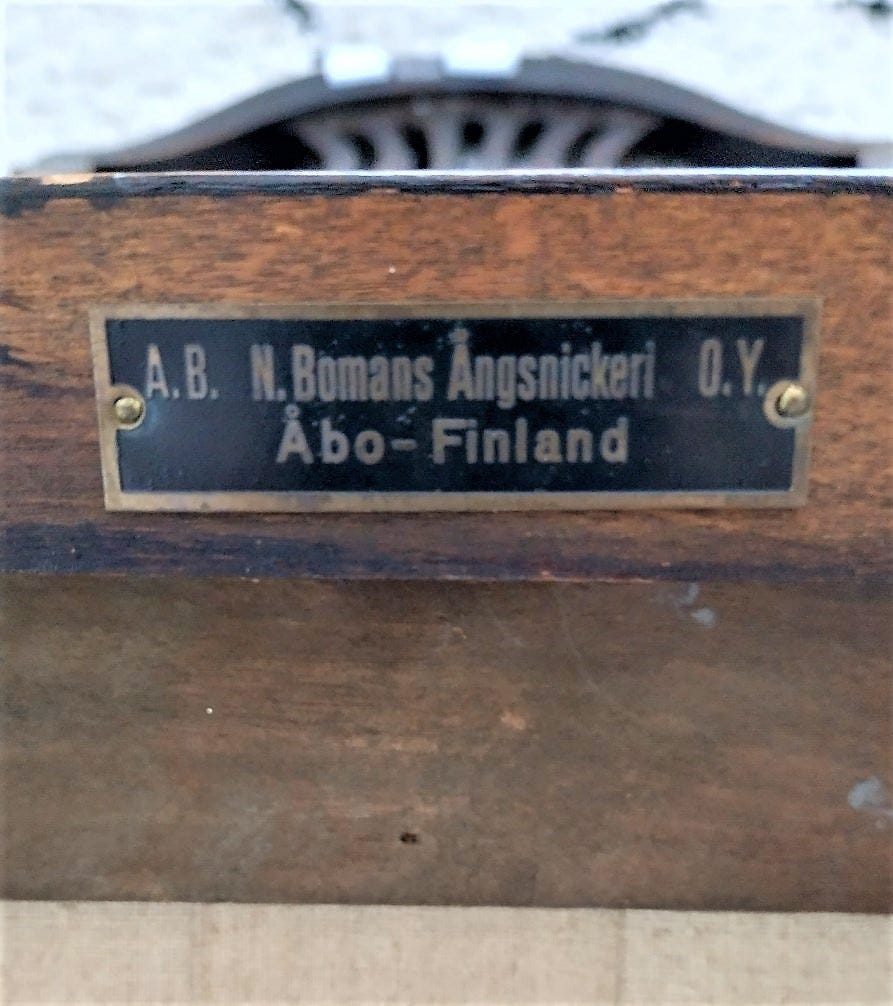 A.B. N. Bomans Ångsnickeri O.Y.
Åbo-Finland